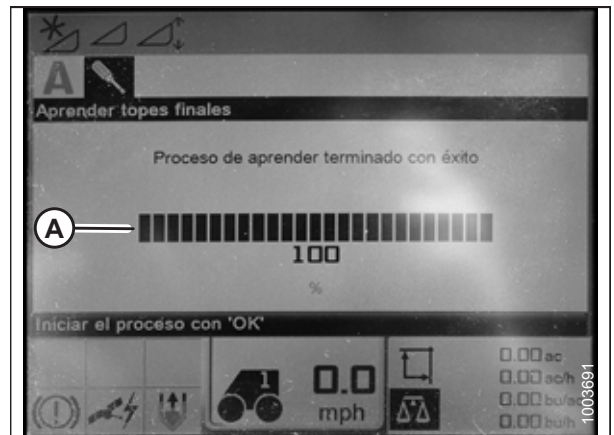 A
Aprender topes finales
Proceso de aprender terminado con éxito
A
100
%
Iniciar el proceso con 'OK'
1
0.0
mph
0.00 ac
0.00 ac/h
0.00 bu/ac
0.00 bu/h
1003691